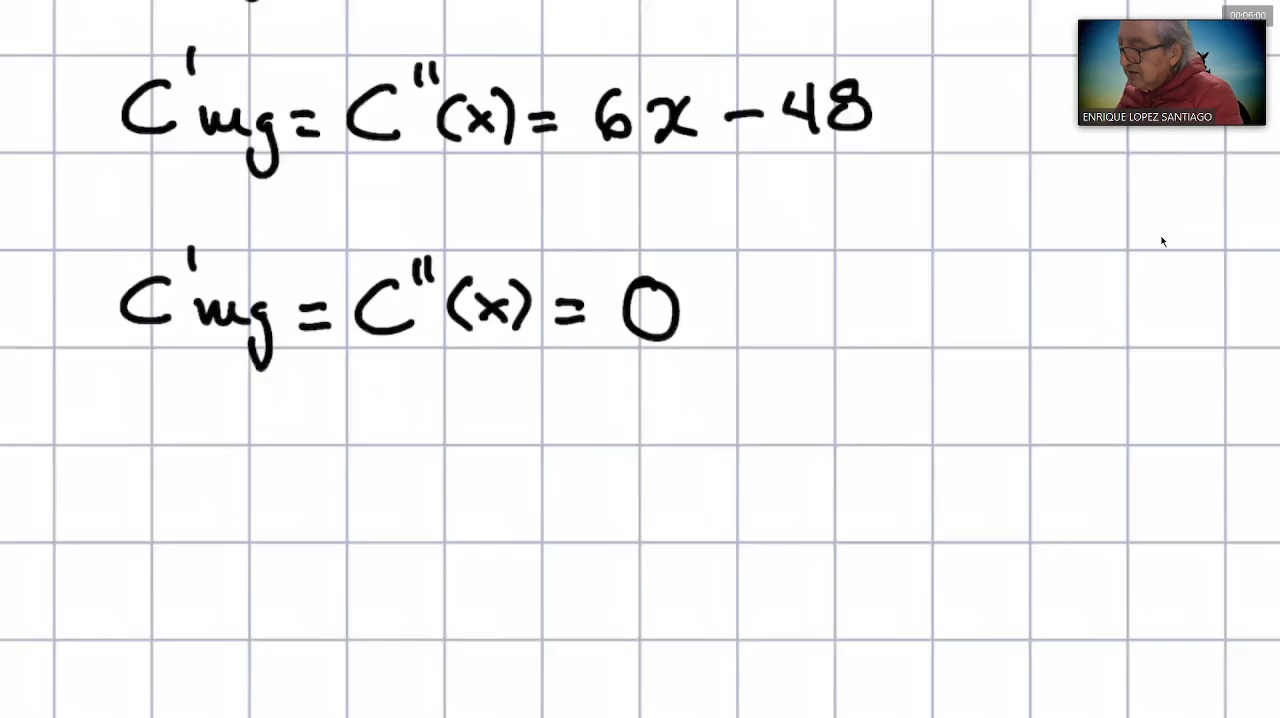 00:06:00
C'mg = C''(x) = 6x - 48
ENRIQUE LOPEZ SANTIAGO
C'mg = C''(x) = 0